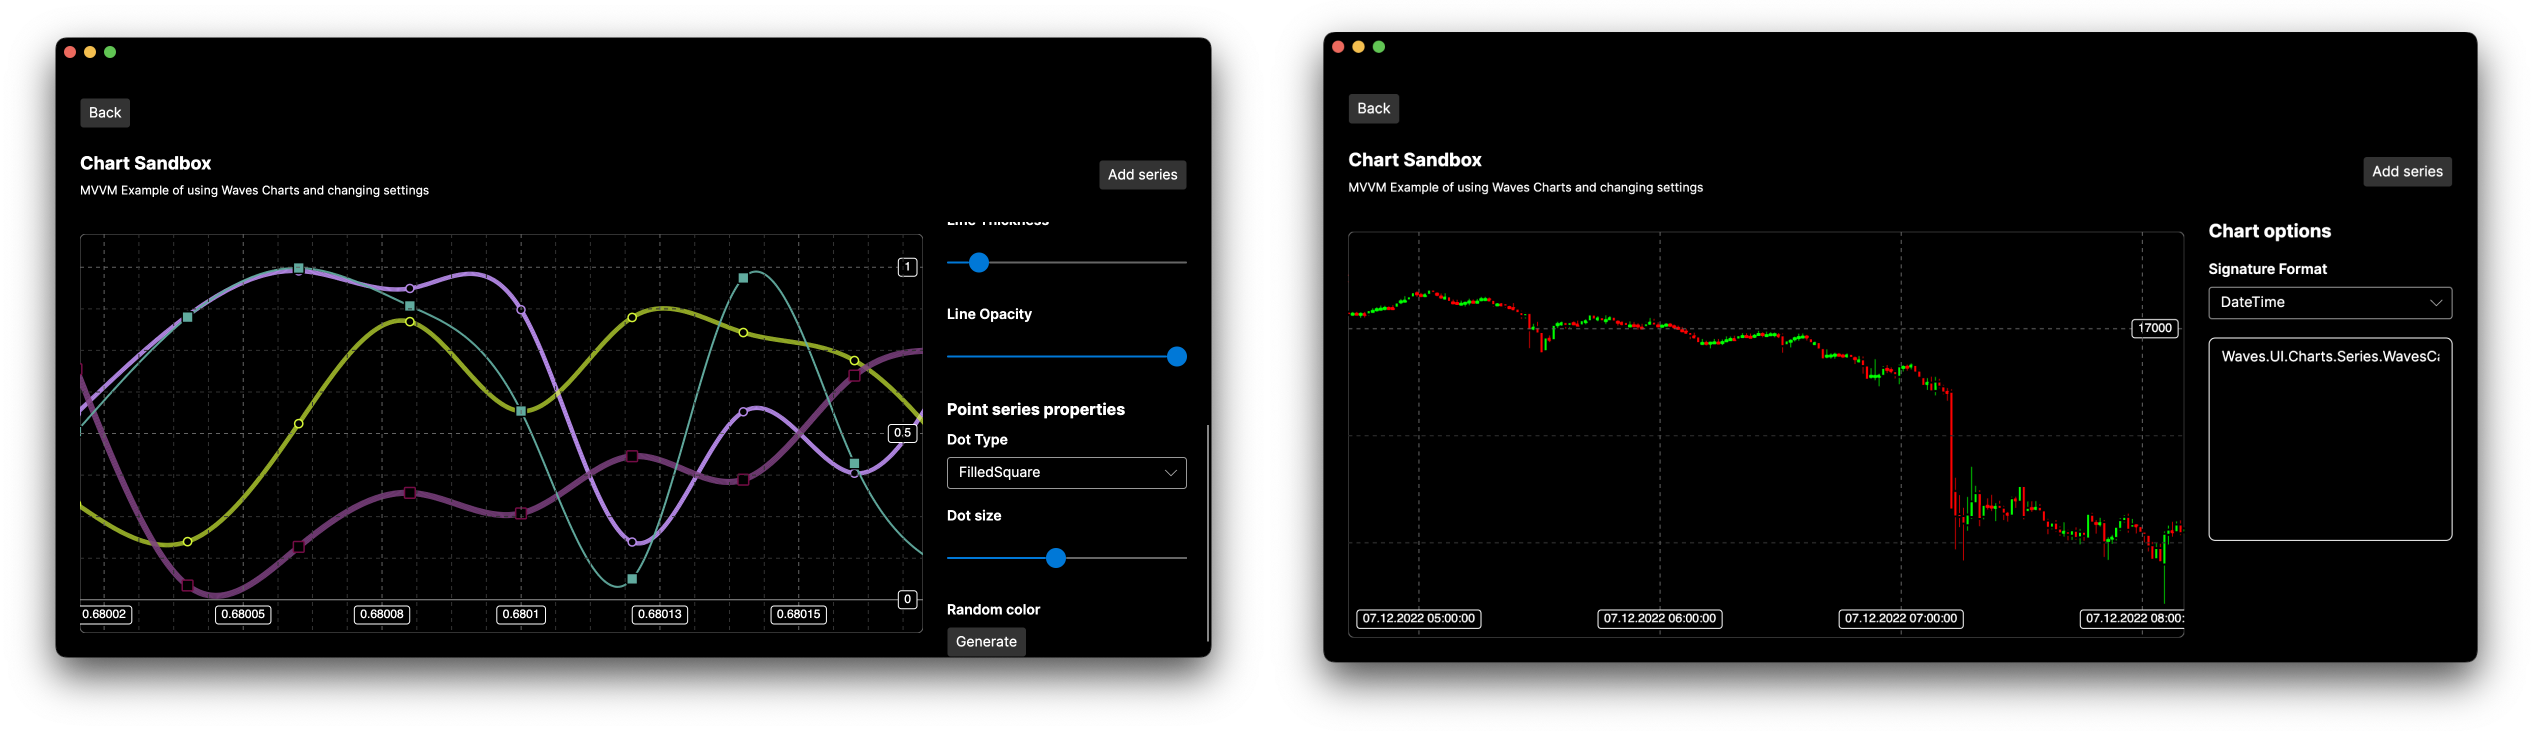 Back
Chart Sandbox
MVVM Example of using Waves Charts and changing settings
Add series
Line Thickness
Line Opacity
Point series properties
Dot Type
FilledSquare
Dot size
Random color
Generate
1
0.5
0
0.68002
0.68005
0.68008
0.6801
0.68013
0.68015
Back
Chart Sandbox
MVVM Example of using Waves Charts and changing settings
Add series
Chart options
Signature Format
DateTime
Waves.UI.Charts.Series.WavesCa
17000
07.12.2022 05:00:00
07.12.2022 06:00:00
07.12.2022 07:00:00
07.12.2022 08:00: